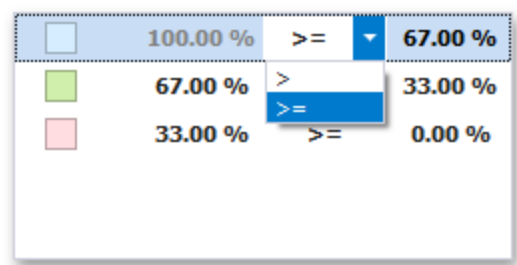 100.00 % >= 67.00 %
>
67.00 % 33.00 %
>=
33.00 % >= 0.00 %